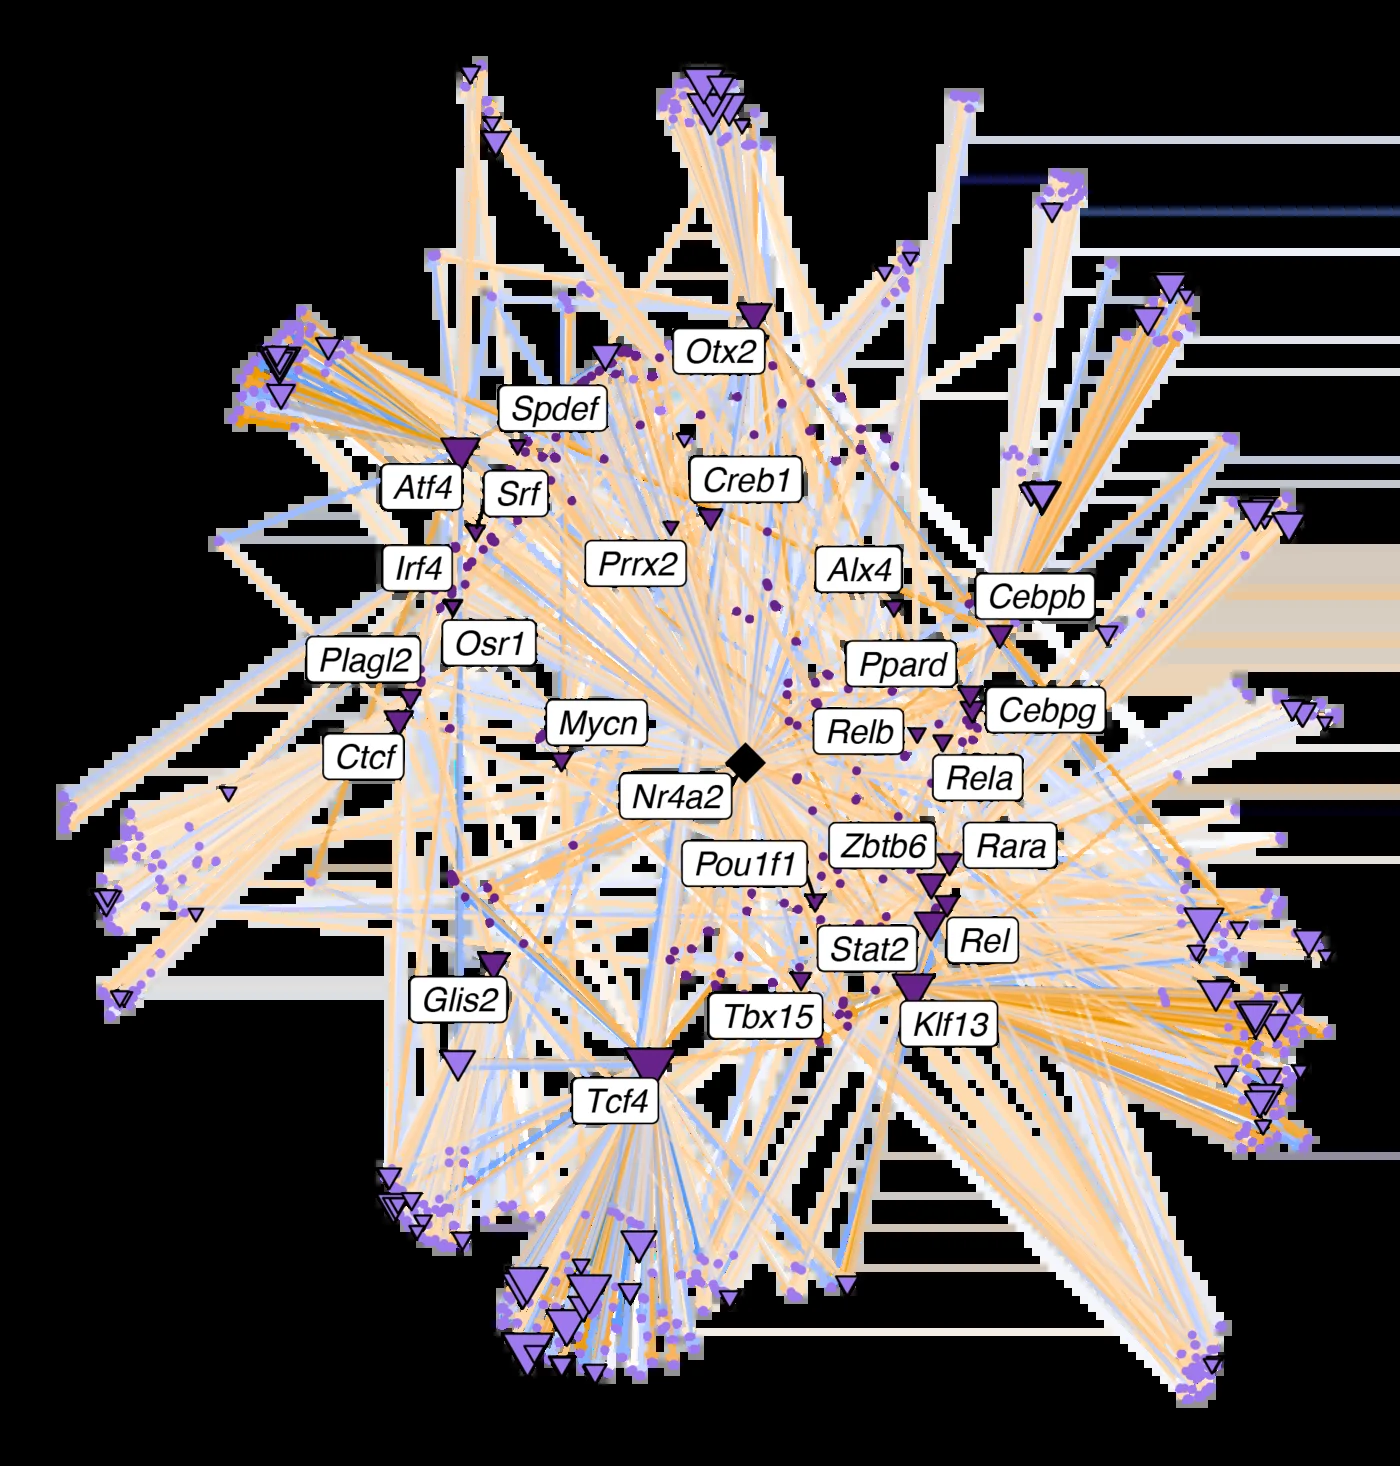 Otx2
Spdef
Creb1
Atf4
Srf
Irf4
Prrx2
Alx4
Cebpb
Osr1
Plagl2
Ppard
Cebpg
Mycn
Relb
Ctcf
Rela
Nr4a2
Zbtb6
Rara
Pou1f1
Stat2
Rel
Glis2
Tbx15
Klf13
Tcf4